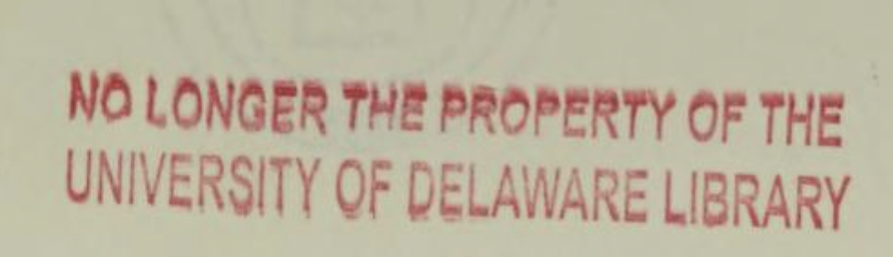 NO LONGER THE PROPERTY OF THE
UNIVERSITY OF DELAWARE LIBRARY